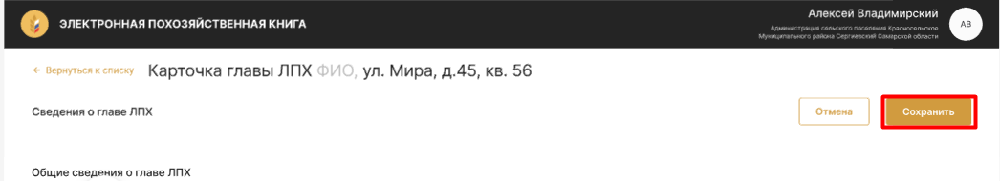 ЭЛЕКТРОННАЯ ПОХОЗЯЙСТВЕННАЯ КНИГА
Алексей Владимирский
Администрация сельского поселения Красносельское
Муниципального района Сергиевский Самарской области
АВ
← Вернуться к списку Карточка главы ЛПХ ФИО, ул. Мира, д.45, кв. 56
Сведения о главе ЛПХ
Отмена
Сохранить
Общие сведения о главе ЛПХ